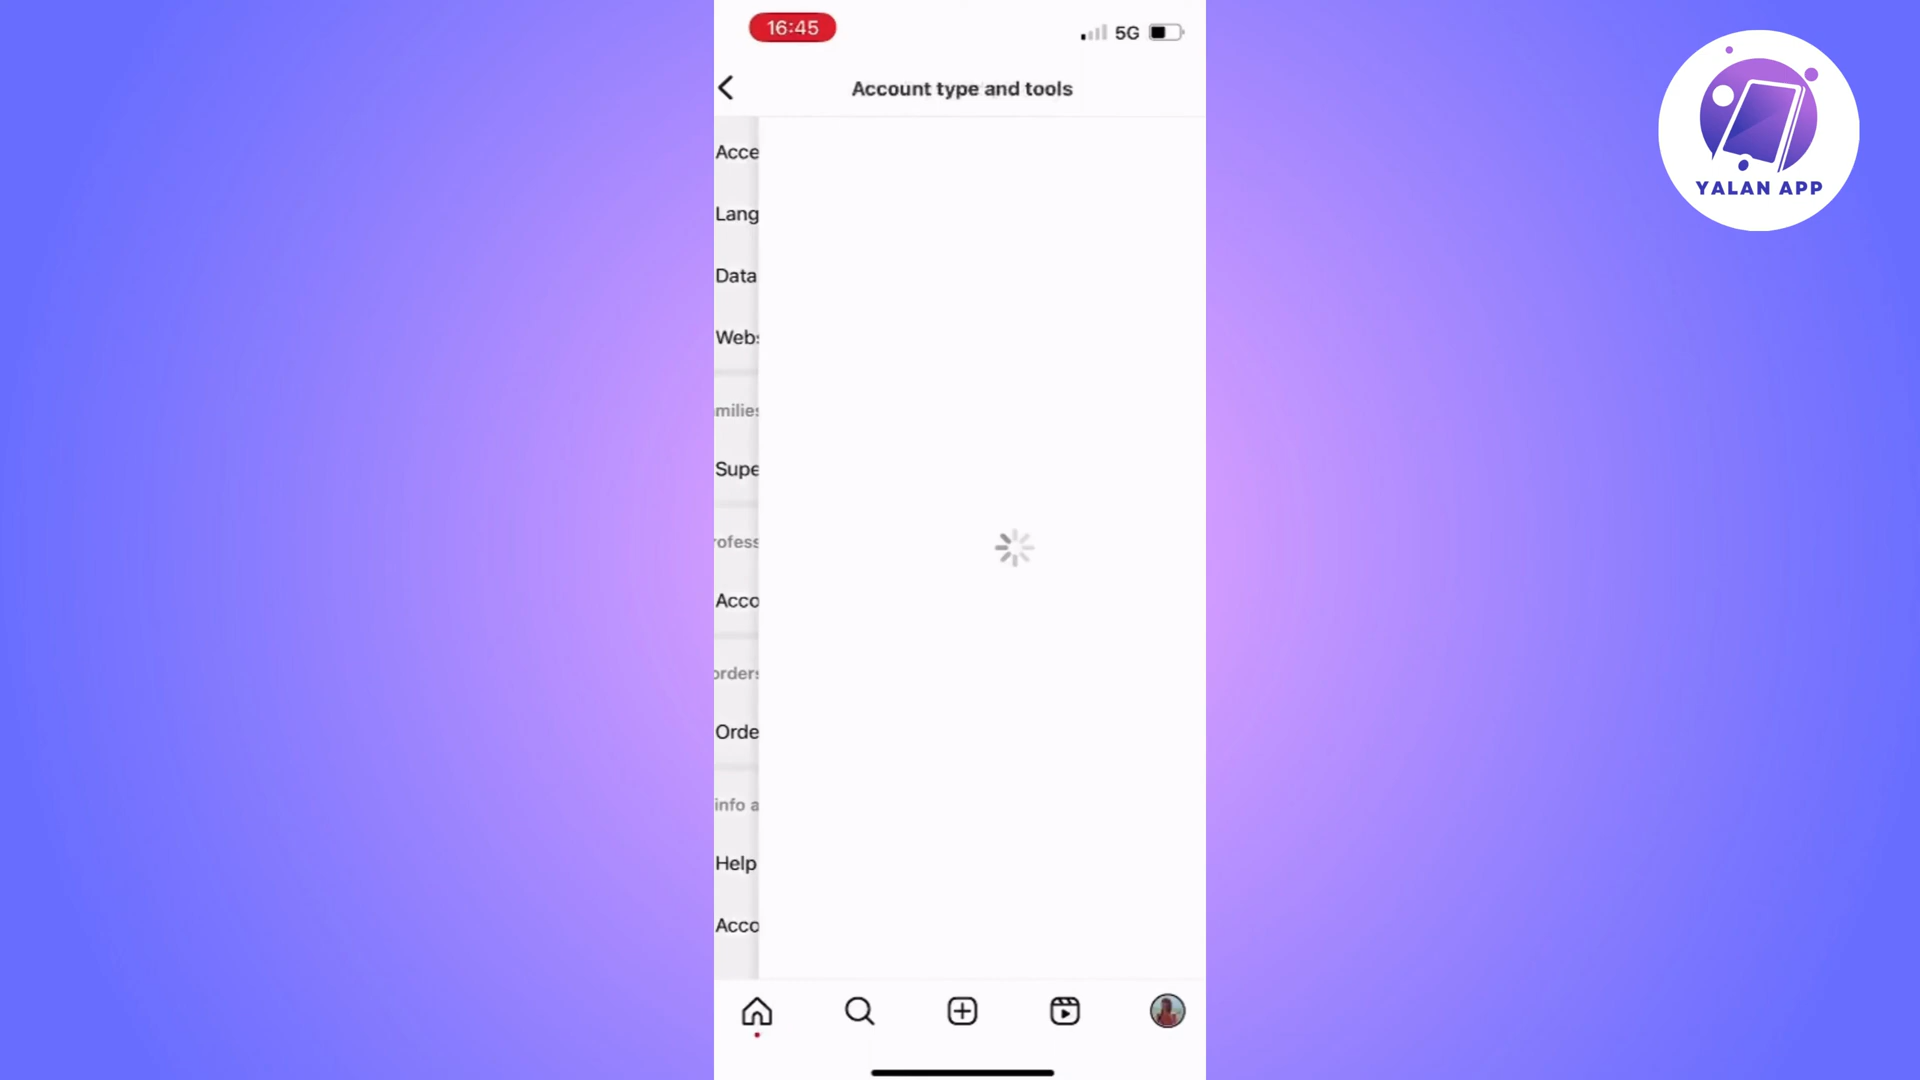 16:45
5G
Account type and tools
YALAN APP
Acce
Lang
Data
Web
milies
Supe
rofess
Acco
orders
Orde
info a
Help
Acco